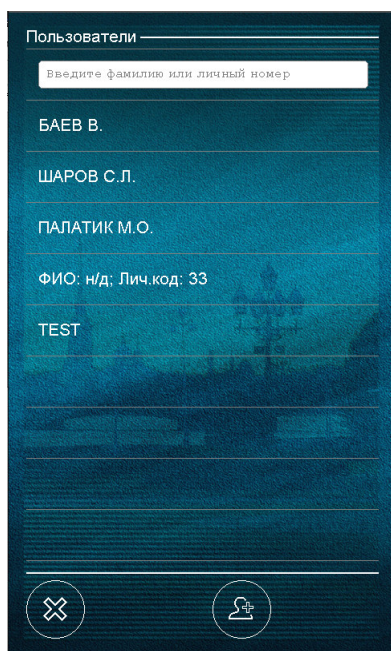 Пользователи
Введите фамилию или личный номер
БАЕВ В.
ШАРОВ С.Л.
ПАЛАТИК М.О.
ФИО: н/д; Лич.код: 33
TEST